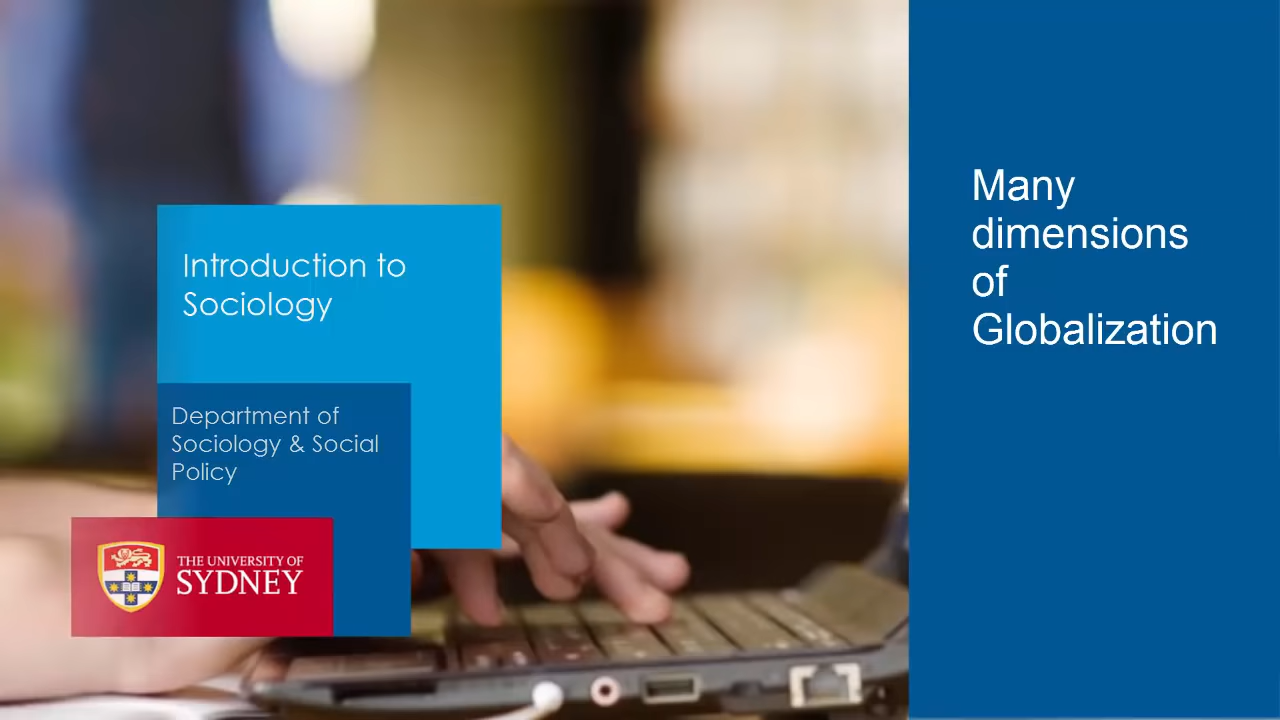 Introduction to
Sociology
Department of
Sociology & Social
Policy
THE UNIVERSITY OF
SYDNEY
Many
dimensions
of
Globalization